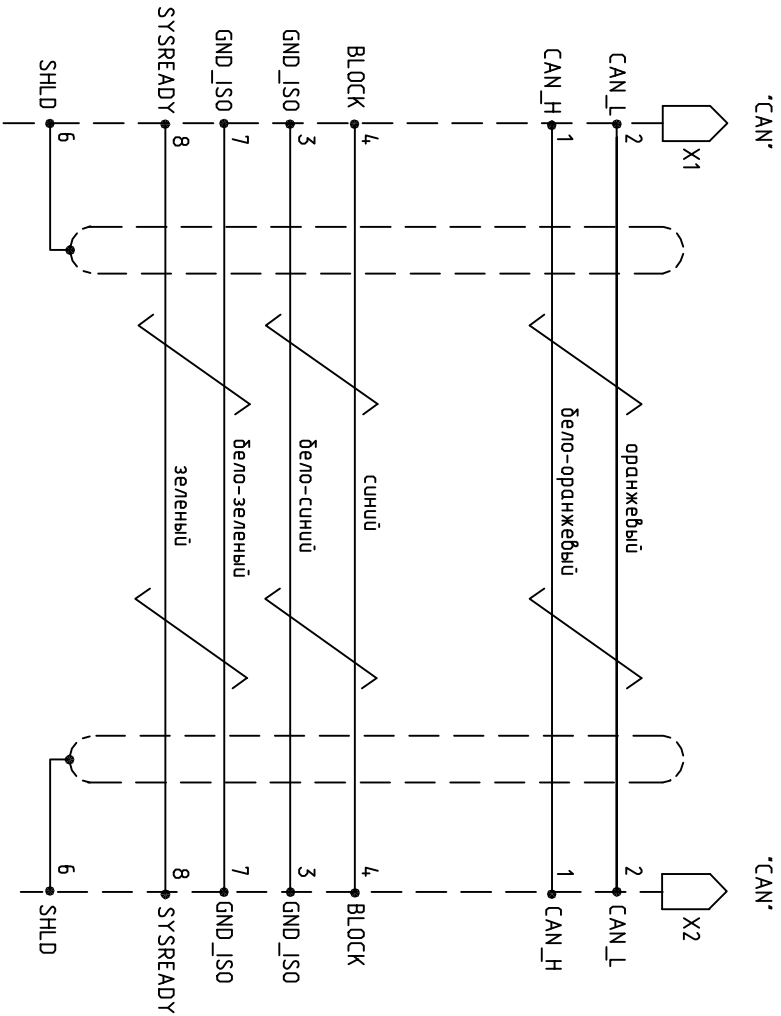 "CAN"
"CAN"
X1
X2
CAN_L
2
оранжевый
2
CAN_L
CAN_H
1
бело-оранжевый
1
CAN_H
BLOCK
4
синий
4
BLOCK
GND_ISO
3
бело-синий
3
GND_ISO
GND_ISO
7
бело-зеленый
7
GND_ISO
SYSREADY
8
зеленый
8
SYSREADY
SHLD
6
6
SHLD